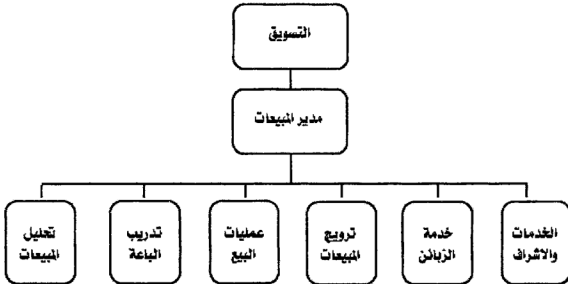 التسويق
مدير المبيعات
الخدمات
والاشراف
خدمة
الزبائن
ترويج
المبيعات
عمليات
البيع
تدريب
الباعة
تحليل
المبيعات